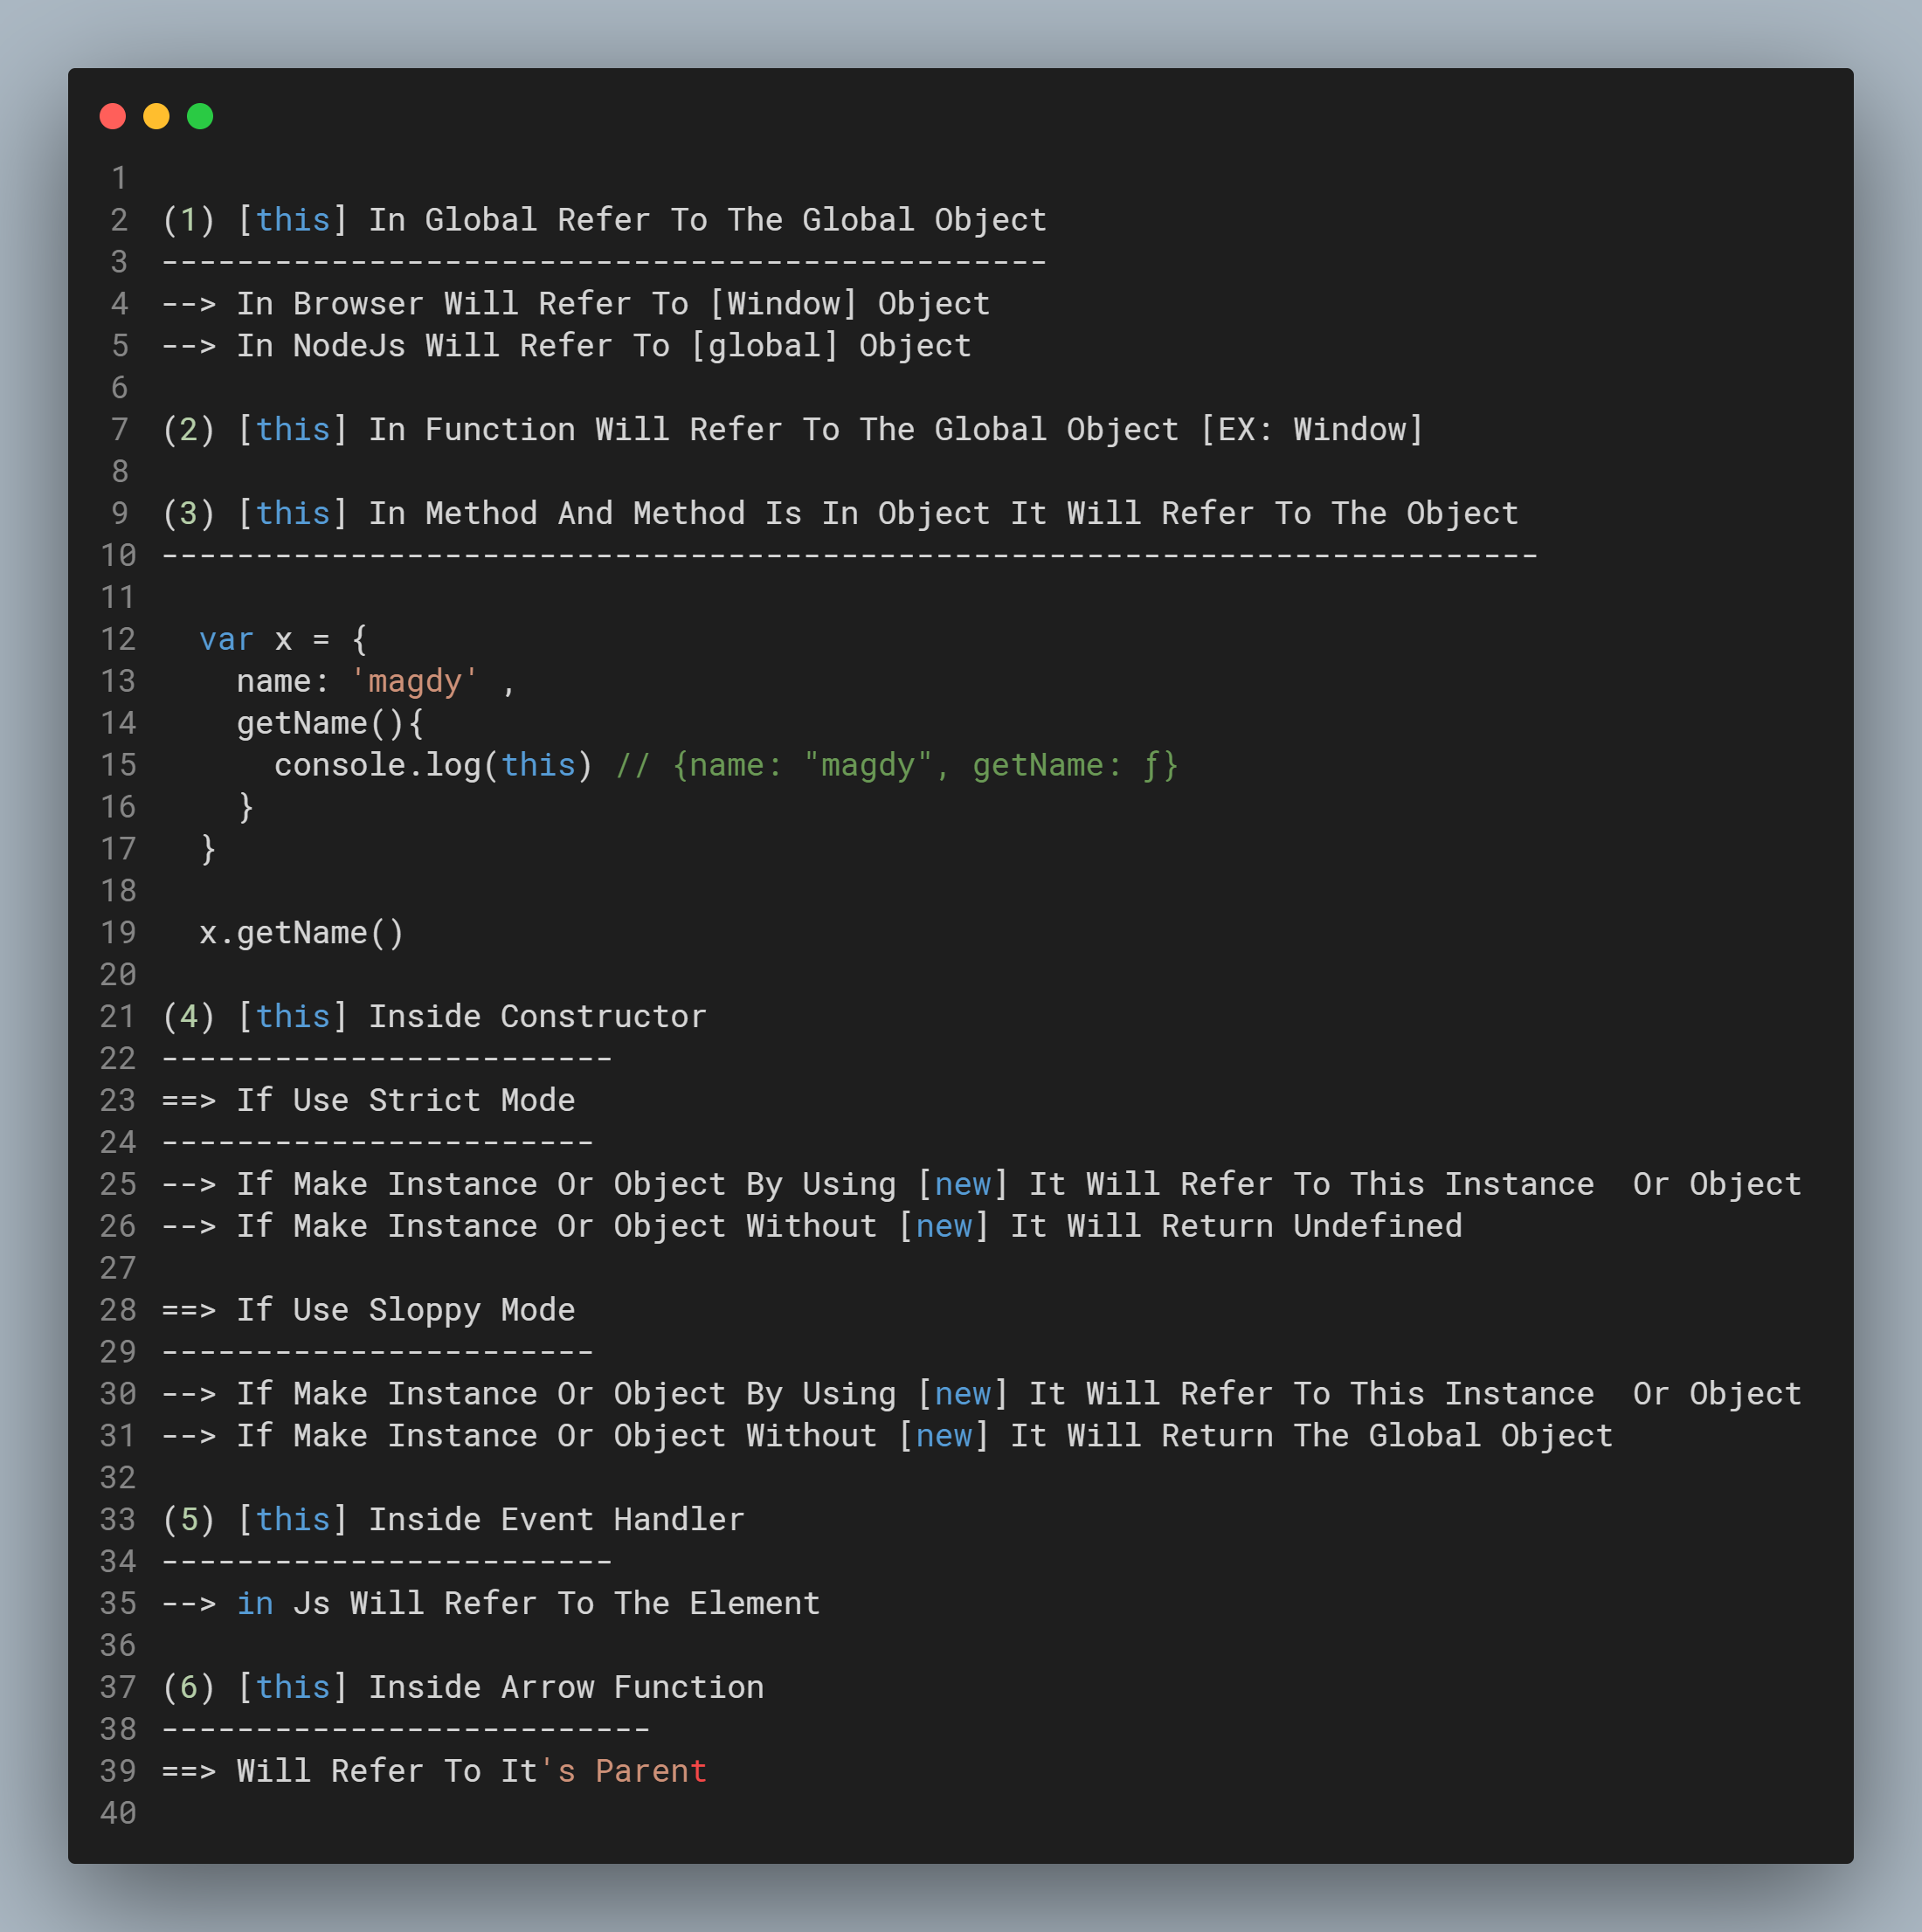 1
2 (1) [this] In Global Refer To The Global Object
3 -----------------------------------------------
4 --> In Browser Will Refer To [Window] Object
5 --> In NodeJs Will Refer To [global] Object
6
7 (2) [this] In Function Will Refer To The Global Object [EX: Window]
8
9 (3) [this] In Method And Method Is In Object It Will Refer To The Object
10 -------------------------------------------------------------------------
11
12   var x = {
13     name: 'magdy' ,
14     getName(){
15       console.log(this) // {name: "magdy", getName: ƒ}
16     }
17   }
18
19   x.getName()
20
21 (4) [this] Inside Constructor
22 ------------------------
23 ==> If Use Strict Mode
24 -----------------------
25 --> If Make Instance Or Object By Using [new] It Will Refer To This Instance  Or Object
26 --> If Make Instance Or Object Without [new] It Will Return Undefined
27
28 ==> If Use Sloppy Mode
29 -----------------------
30 --> If Make Instance Or Object By Using [new] It Will Refer To This Instance  Or Object
31 --> If Make Instance Or Object Without [new] It Will Return The Global Object
32
33 (5) [this] Inside Event Handler
34 ------------------------
35 --> in Js Will Refer To The Element
36
37 (6) [this] Inside Arrow Function
38 --------------------------
39 ==> Will Refer To It's Parent
40